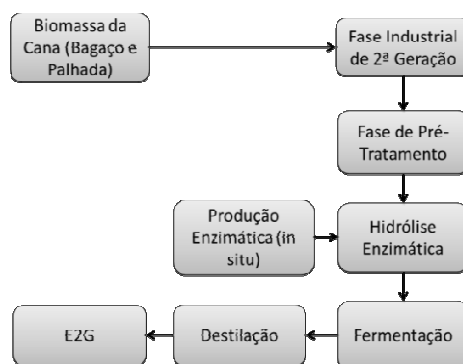 Biomassa da
Cana (Bagaço e
Palhada)
Fase Industrial
de 2ª Geração
Fase de Pré-
Tratamento
Produção
Enzimática (in
situ)
Hidrólise
Enzimática
E2G
Destilação
Fermentação